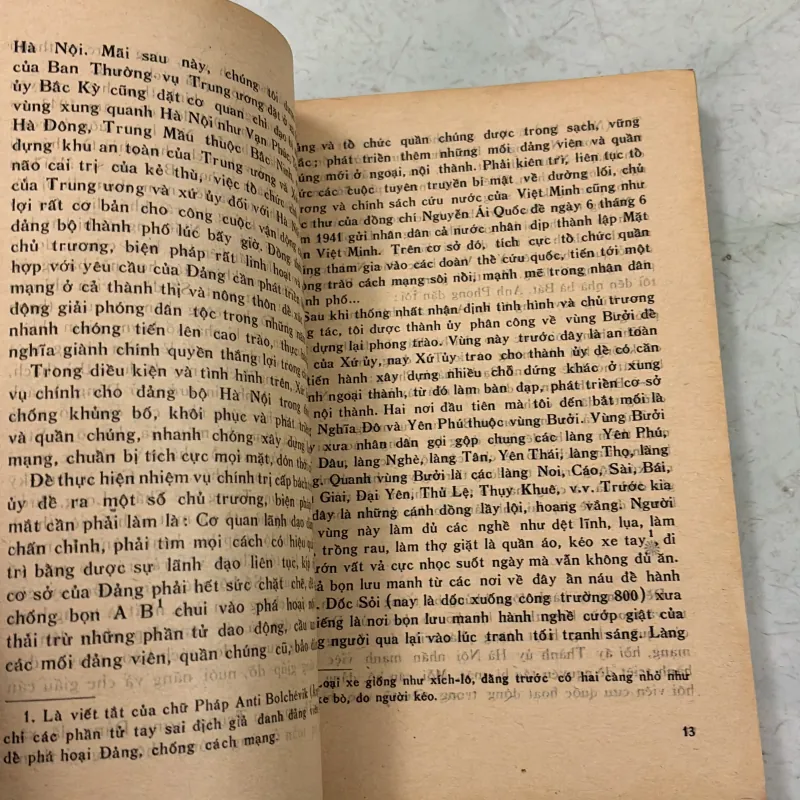 Hà Nội. Mãi sau này, chúng tôi
của Ban Thường vụ Trung ương đặt ở
ủy Bắc Kỳ cũng đặt cơ quan chỉ đạo
vùng xung quanh Hà Nội như Vạn Phúc,
Hà Đông, Trung Mầu thuộc Bắc Ninh
dựng khu an toàn của Trung ương và
não cai trị của kẻ thù, việc tổ chức
của Trung ương và xứ ủy đối với Hà
lợi rất cơ bản cho công cuộc vận động
đảng bộ thành phố lúc bấy giờ. Đồng
chủ trương, biện pháp rất linh hoạt
hợp với yêu cầu của Đảng cần phát triển
mạng ở cả thành thị và nông thôn để
động giải phóng dân tộc trong những
nhanh chóng tiến lên cao trào, thực
nghĩa giành chính quyền thắng lợi trong
Trong điều kiện và tình hình trên, Xứ
vụ chính cho đảng bộ Hà Nội trong
chống khủng bố, khôi phục và phát
và quần chúng, nhanh chóng xây dựng
mạng, chuẩn bị tích cực mọi mặt, đón
Để thực hiện nhiệm vụ chính trị cấp bách
ủy đề ra một số chủ trương, biện
mắt cần phải làm là: Cơ quan lãnh đạo
chấn chỉnh, phải tìm mọi cách có hiệu
trì bằng được sự lãnh đạo liên tục, kịp
cơ sở của Đảng phải hết sức chặt chẽ,
chống bọn A B¹ chui vào phá hoại
thải trừ những phần tử dao động, cầu
các mối đảng viên, quần chúng cũ, bảo
1. Là viết tắt của chữ Pháp Anti Bolchévik
chỉ các phần tử tay sai địch giả danh đảng
để phá hoại Đảng, chống cách mạng.
và tổ chức quần chúng được trong sạch, vững
phát triển thêm những mối đảng viên và quần
ở ngoại, nội thành. Phải kiên trì, liên tục tổ
các cuộc tuyên truyền bí mật về đường lối, chủ
và chính sách cứu nước của Việt Minh cũng như
thư của đồng chí Nguyễn Ái Quốc đề ngày 6 tháng 6
1941 gửi nhân dân cả nước nhân dịp thành lập Mặt
Việt Minh. Trên cơ sở đó, tích cực tổ chức quần
tham gia vào các đoàn thể cứu quốc, tiến tới một
trào cách mạng sôi nổi, mạnh mẽ trong nhân dân
phố...
Sau khi thống nhất nhận định tình hình và chủ trương
tác, tôi được thành ủy phân công về vùng Bưởi để
dựng lại phong trào. Vùng này trước đây là an toàn
của Xứ ủy, nay Xứ ủy trao cho thành ủy để có cần
tiến hành xây dựng nhiều chỗ đứng khác ở xung
ngoại thành, từ đó làm bàn đạp, phát triển cơ sở
nội thành. Hai nơi đầu tiên mà tôi đến bắt mối là
Nghĩa Đô và Yên Phú thuộc vùng Bưởi. Vùng Bưởi
xưa nhân dân gọi gộp chung các làng Yên Phú,
Dâu, làng Nghè, làng Tân, Yên Thái, làng Thọ, làng
Quanh vùng Bưởi là các làng Noi, Cáo, Sài, Bái,
Giai, Đại Yên, Thủ Lệ, Thụy Khuê, v.v. Trước kia
đây là những cánh đồng lầy lội, hoang vắng. Người
vùng này làm đủ các nghề như dệt lĩnh, lụa, làm
trồng rau, làm thợ giặt là quần áo, kéo xe tay¹, đi
vất vả cực nhọc suốt ngày mà vẫn không đủ ăn.
bọn lưu manh từ các nơi về đây ẩn náu để hành
Dốc Sỏi (nay là dốc xuống công trường 800) xưa
tiếng là nơi bọn lưu manh hành nghề cướp giật của
người qua lại vào lúc tranh tối tranh sáng. Làng
xe giống như xích-lô, đằng trước có hai càng nhỏ như
xe bò, do người kéo.
13